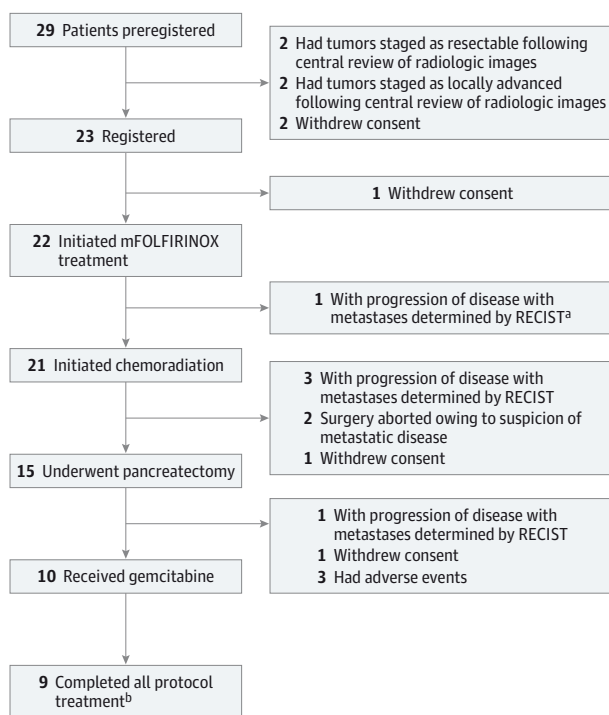 29 Patients preregistered
2 Had tumors staged as resectable following
central review of radiologic images
2 Had tumors staged as locally advanced
following central review of radiologic images
2 Withdrew consent
23 Registered
1 Withdrew consent
22 Initiated mFOLFIRINOX
treatment
1 With progression of disease with
metastases determined by RECISTa
21 Initiated chemoradiation
3 With progression of disease with
metastases determined by RECIST
2 Surgery aborted owing to suspicion of
metastatic disease
1 Withdrew consent
15 Underwent pancreatectomy
1 With progression of disease with
metastases determined by RECIST
1 Withdrew consent
3 Had adverse events
10 Received gemcitabine
9 Completed all protocol
treatmentb